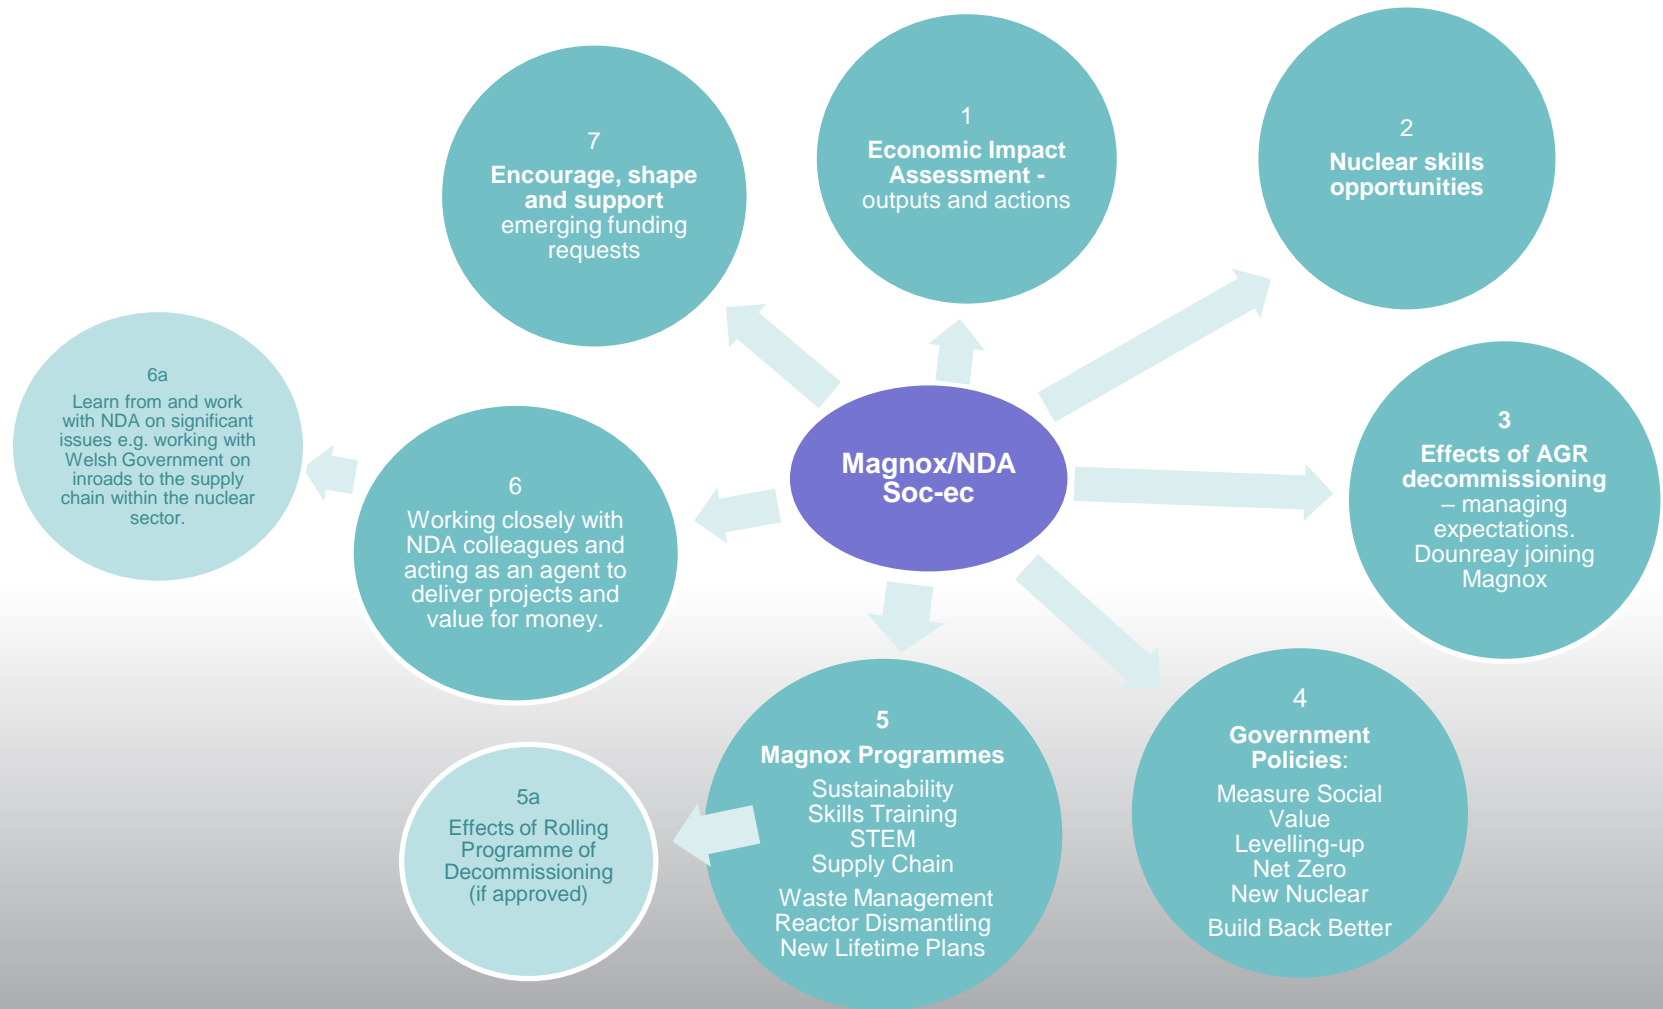 Magnox/NDA
Soc-ec
1
Economic Impact
Assessment -
outputs and actions
2
Nuclear skills
opportunities
3
Effects of AGR
decommissioning
– managing
expectations.
Dounreay joining
Magnox
4
Government
Policies:
Measure Social
Value
Levelling-up
Net Zero
New Nuclear
Build Back Better
5
Magnox Programmes
Sustainability
Skills Training
STEM
Supply Chain
Waste Management
Reactor Dismantling
New Lifetime Plans
5a
Effects of Rolling
Programme of
Decommissioning
(if approved)
6
Working closely with
NDA colleagues and
acting as an agent to
deliver projects and
value for money.
6a
Learn from and work
with NDA on significant
issues e.g. working with
Welsh Government on
inroads to the supply
chain within the nuclear
sector.
7
Encourage, shape
and support
emerging funding
requests